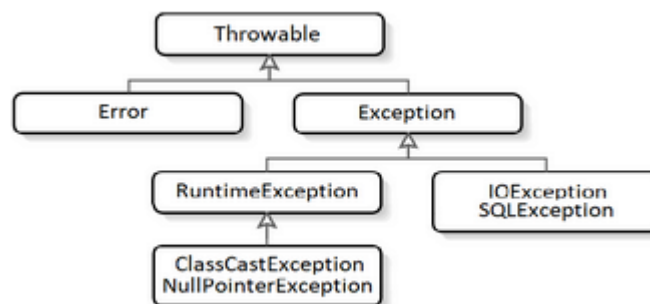 Throwable
Error
Exception
RuntimeException
IOException
SQLException
ClassCastException
NullPointerException